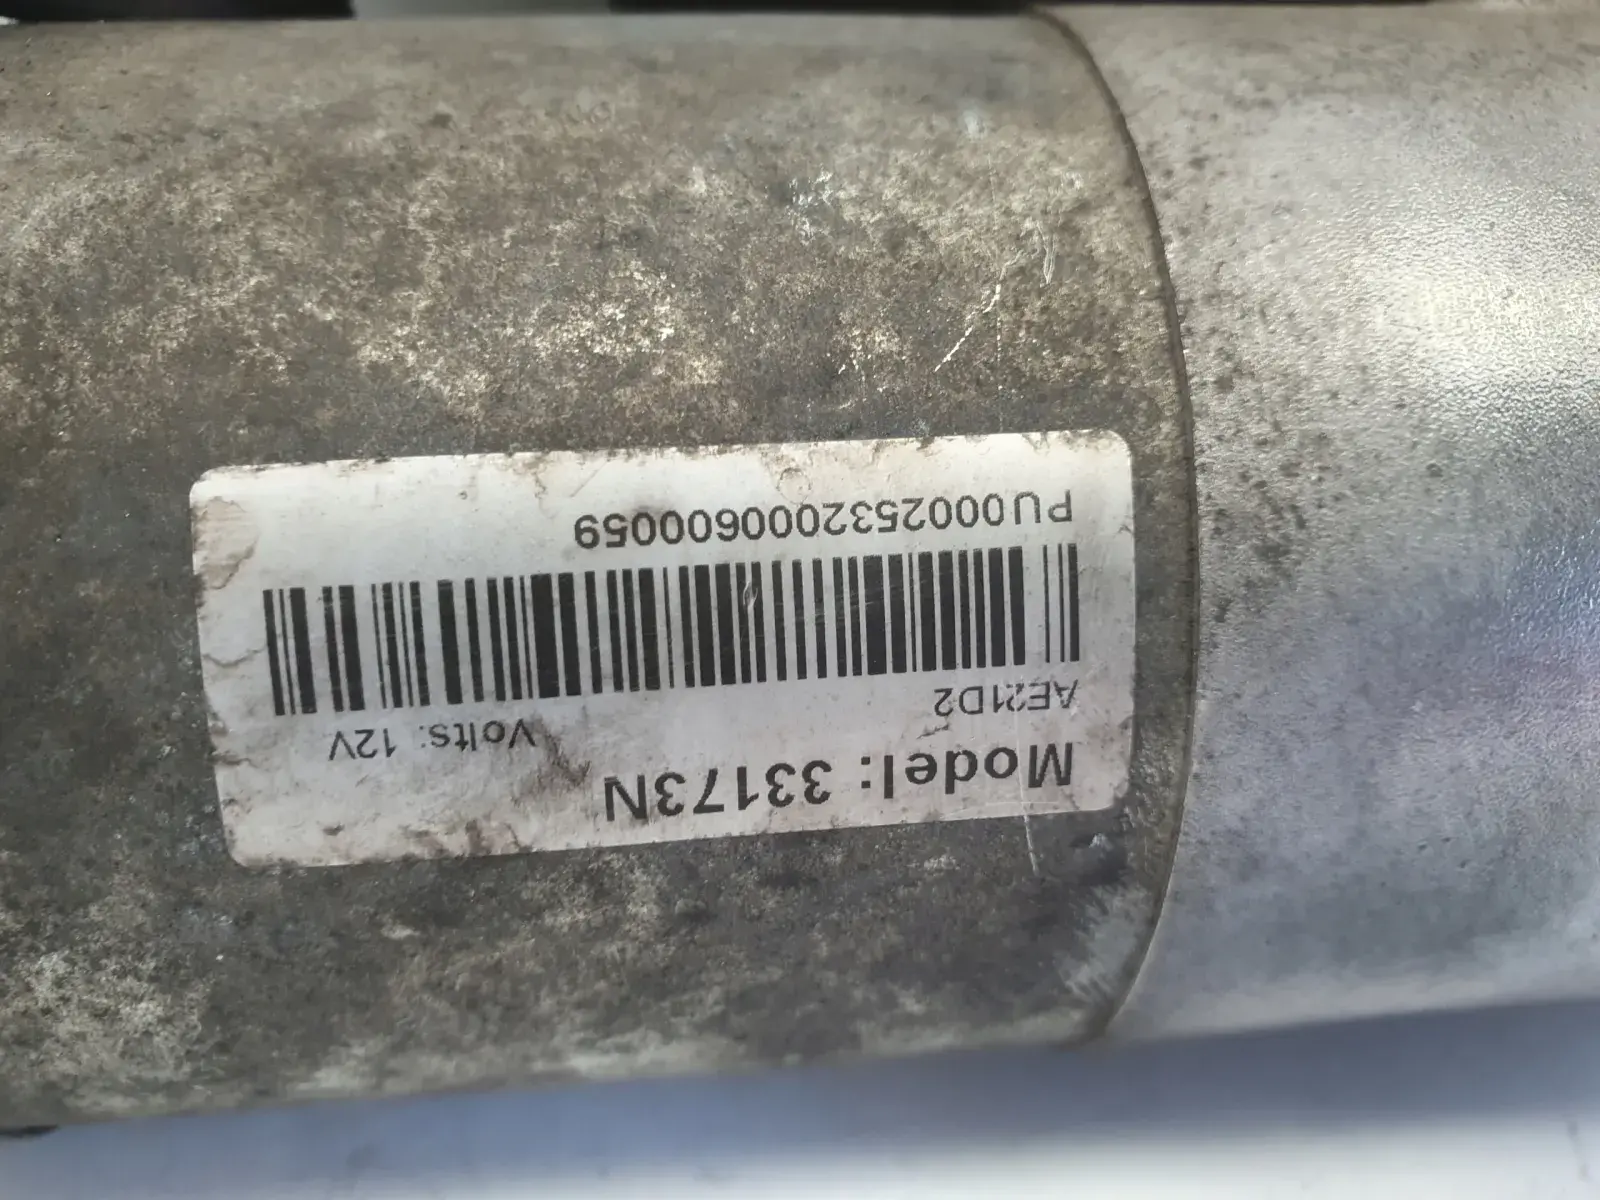 Model: 33173N
AE21D2 Volts: 12V
PU0002532000600059